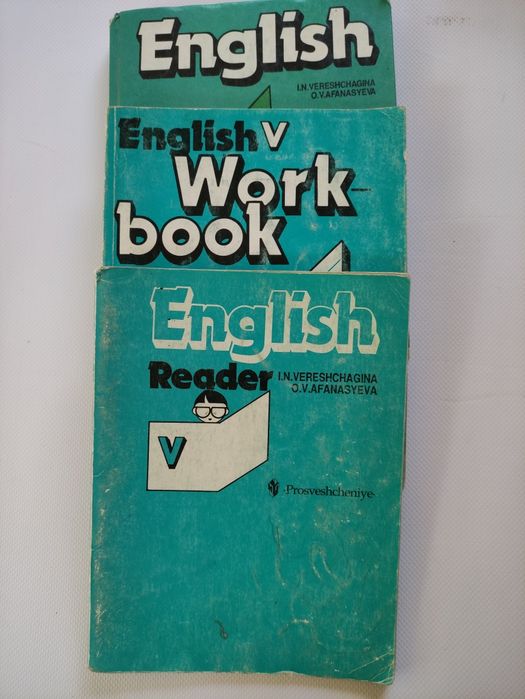 English
I.N.VERESHCHAGINA
O.V.AFANASYEVA
English V
Work-
book
English
Reader
I.N.VERESHCHAGINA
O.V.AFANASYEVA
V
·Prosveshcheniye·